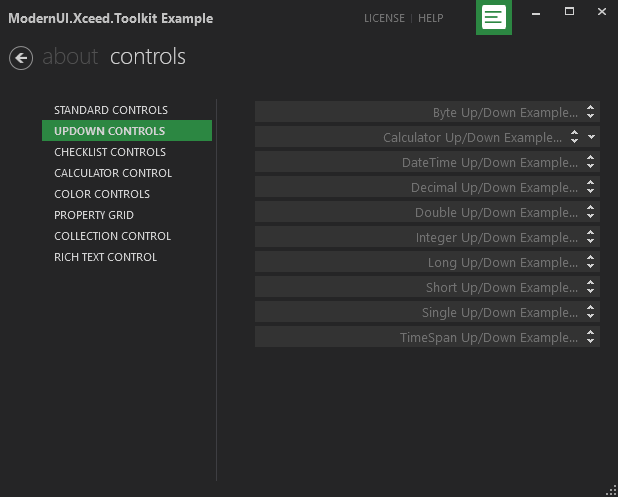 ModernUI.Xceed.Toolkit Example
LICENSE | HELP
about controls
STANDARD CONTROLS
UPDOWN CONTROLS
CHECKLIST CONTROLS
CALCULATOR CONTROL
COLOR CONTROLS
PROPERTY GRID
COLLECTION CONTROL
RICH TEXT CONTROL
Byte Up/Down Example...
Calculator Up/Down Example...
DateTime Up/Down Example...
Decimal Up/Down Example...
Double Up/Down Example...
Integer Up/Down Example...
Long Up/Down Example...
Short Up/Down Example...
Single Up/Down Example...
TimeSpan Up/Down Example...